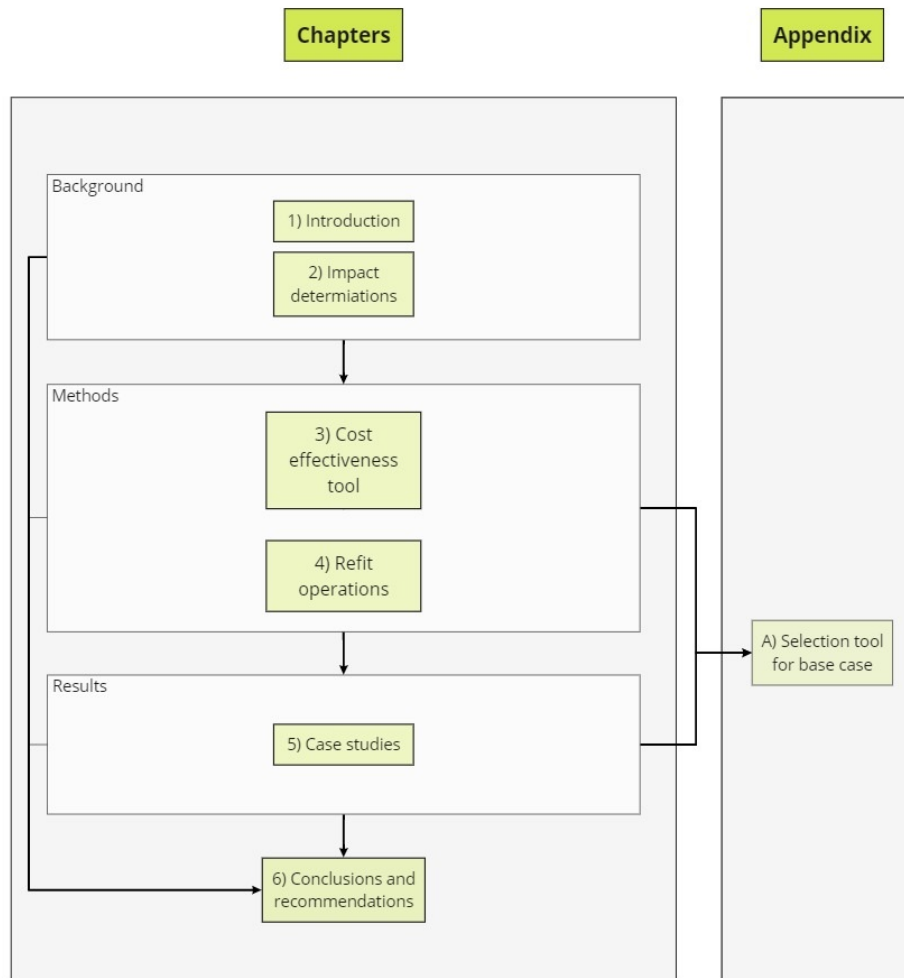 Chapters
Appendix
Background
1) Introduction
2) Impact
determiations
Methods
3) Cost
effectiveness
tool
4) Refit
operations
A) Selection tool
for base case
Results
5) Case studies
6) Conclusions and
recommendations